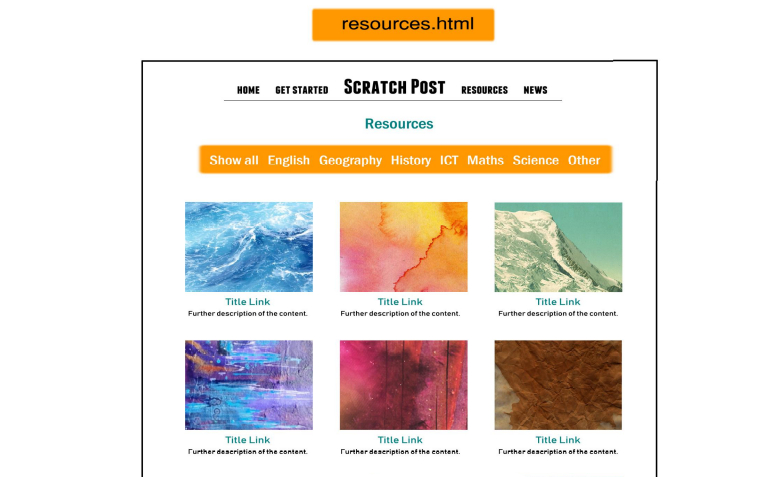 resources.html
HOME GET STARTED SCRATCH POST RESOURCES NEWS
Resources
Show all English Geography History ICT Maths Science Other
Title Link Title Link Title Link
Further description of the content. Further description of the content. Further description of the content.
Title Link Title Link Title Link
Further description of the content. Further description of the content. Further description of the content.